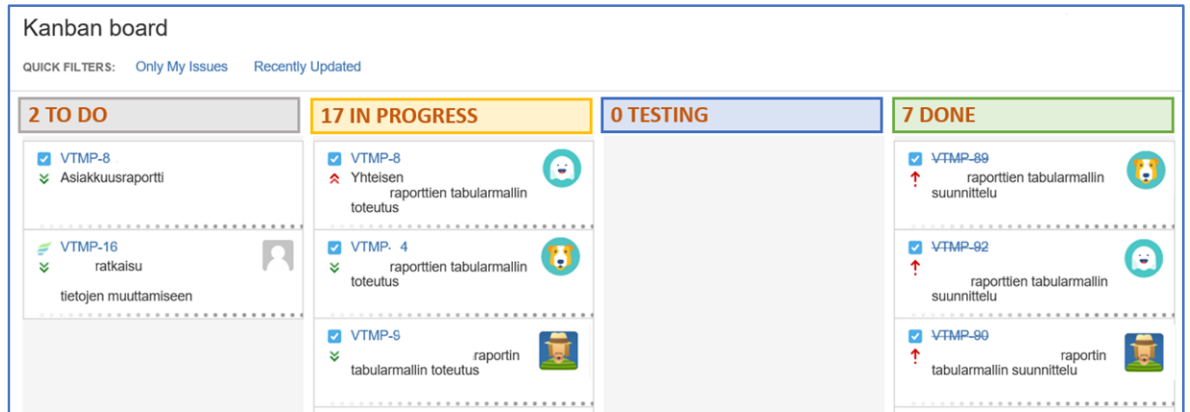 Kanban board
QUICK FILTERS: Only My Issues Recently Updated
2 TO DO
VTMP-8
Asiakkuusraportti
VTMP-16
ratkaisu
tietojen muuttamiseen
17 IN PROGRESS
VTMP-8
Yhteisen
raporttien tabularmallin
toteutus
VTMP- 4
raporttien tabularmallin
toteutus
VTMP-9
raportin
tabularmallin toteutus
0 TESTING
7 DONE
VTMP-89
raporttien tabularmallin
suunnittelu
VTMP-92
raporttien tabularmallin
suunnittelu
VTMP-90
raportin
tabularmallin suunnittelu